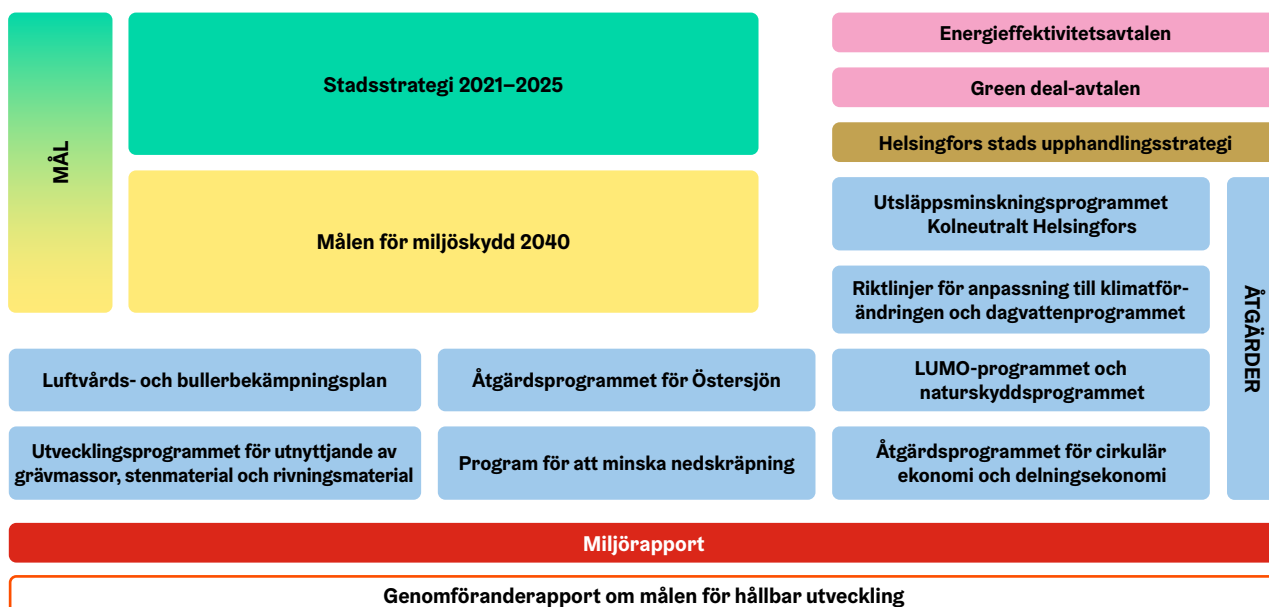 MÅL
Stadsstrategi 2021–2025
Målen för miljöskydd 2040
Energieffektivitetsavtalen
Green deal-avtalen
Helsingfors stads upphandlingsstrategi
Utsläppsminskningsprogrammet
Kolneutralt Helsingfors
Riktlinjer för anpassning till klimatför-
ändringen och dagvattenprogrammet
ÅTGÄRDER
Luftvårds- och bullerbekämpningsplan
Åtgärdsprogrammet för Östersjön
LUMO-programmet och
naturskyddsprogrammet
Utvecklingsprogrammet för utnyttjande av
grävmassor, stenmaterial och rivningsmaterial
Program för att minska nedskräpning
Åtgärdsprogrammet för cirkulär
ekonomi och delningsekonomi
Miljörapport
Genomföranderapport om målen för hållbar utveckling